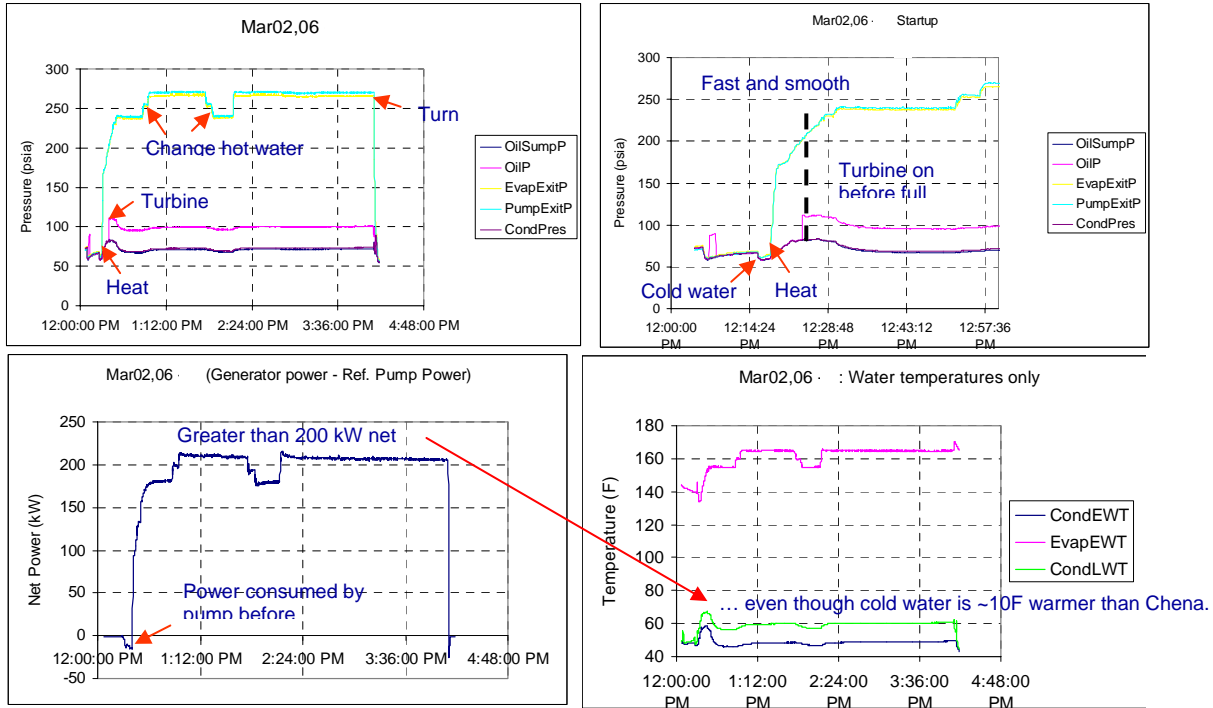 Mar02,06
Pressure (psia)
300
250
200
150
100
50
0
12:00:00 PM 1:12:00 PM 2:24:00 PM 3:36:00 PM 4:48:00 PM
Turn
Change hot water
Turbine
Heat
OilSumpP
OilP
EvapExitP
PumpExitP
CondPres
Mar02,06 · Startup
Pressure (psia)
300
250
200
150
100
50
0
12:00:00 12:14:24 12:28:48 12:43:12 12:57:36
PM PM PM PM PM
Fast and smooth
Turbine on
before full
Cold water
Heat
OilSumpP
OilP
EvapExitP
PumpExitP
CondPres
Mar02,06 · (Generator power - Ref. Pump Power)
Net Power (kW)
250
200
150
100
50
0
-50
12:00:00 PM 1:12:00 PM 2:24:00 PM 3:36:00 PM 4:48:00 PM
Greater than 200 kW net
Power consumed by
pump before
Mar02,06 · : Water temperatures only
Temperature (F)
180
160
140
120
100
80
60
40
12:00:00 1:12:00 2:24:00 3:36:00 4:48:00
PM PM PM PM PM
… even though cold water is ~10F warmer than Chena.
CondEWT
EvapEWT
CondLWT